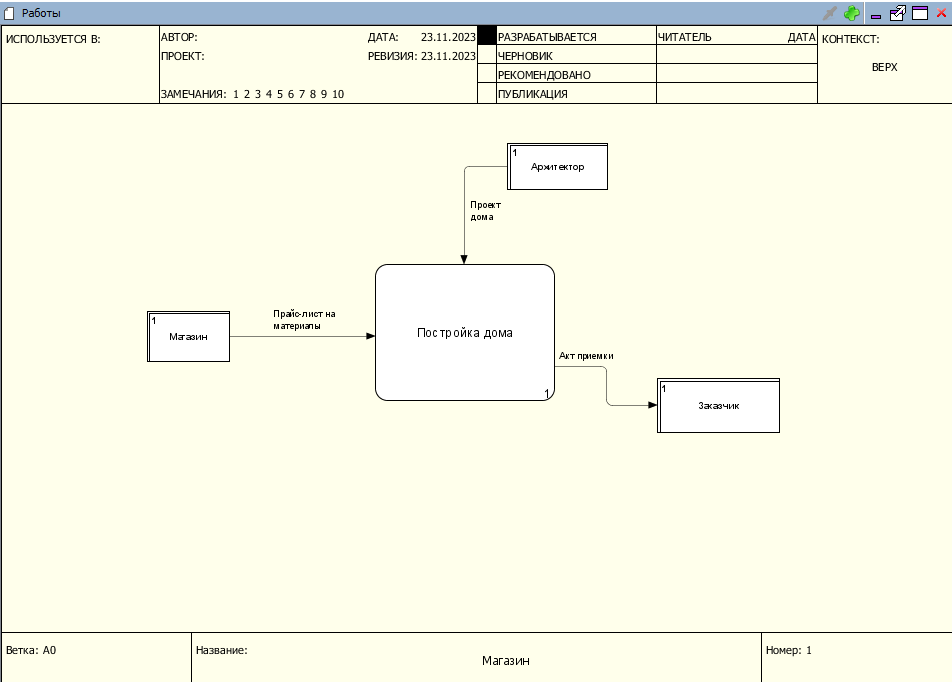 Работы
ИСПОЛЬЗУЕТСЯ В:
АВТОР:
ДАТА: 23.11.2023
ПРОЕКТ:
РЕВИЗИЯ: 23.11.2023
ЗАМЕЧАНИЯ: 1 2 3 4 5 6 7 8 9 10
РАЗРАБАТЫВАЕТСЯ
ЧЕРНОВИК
РЕКОМЕНДОВАНО
ПУБЛИКАЦИЯ
ЧИТАТЕЛЬ
ДАТА
КОНТЕКСТ:
ВЕРХ
1
Архитектор
Проект
дома
1
Магазин
Прайс-лист на
материалы
Постройка дома
1
Акт приемки
1
Заказчик
Ветка: A0
Название:
Магазин
Номер: 1